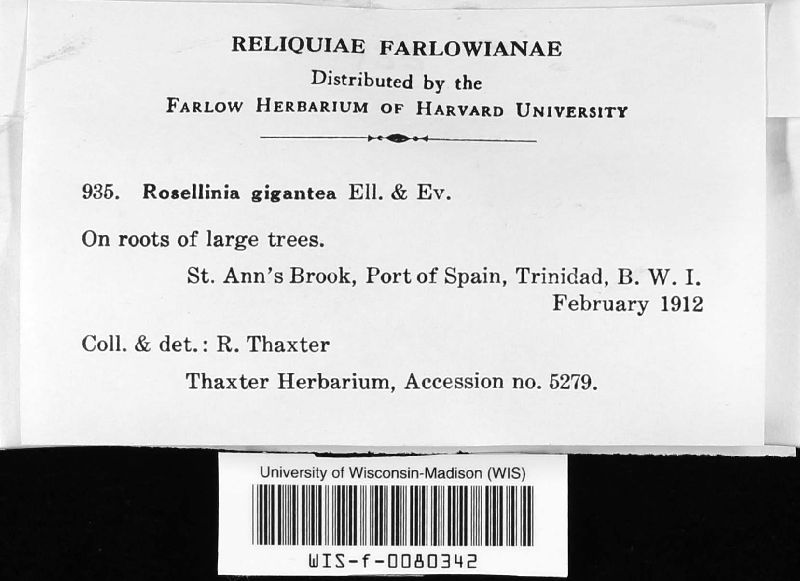 RELIQUIAE FARLOWIANAE
Distributed by the
FARLOW HERBARIUM OF HARVARD UNIVERSITY
935. Rosellinia gigantea Ell. & Ev.
On roots of large trees.
St. Ann's Brook, Port of Spain, Trinidad, B. W. I.
February 1912
Coll. & det.: R. Thaxter
Thaxter Herbarium, Accession no. 5279.
University of Wisconsin-Madison (WIS)
WIS-f-0080342